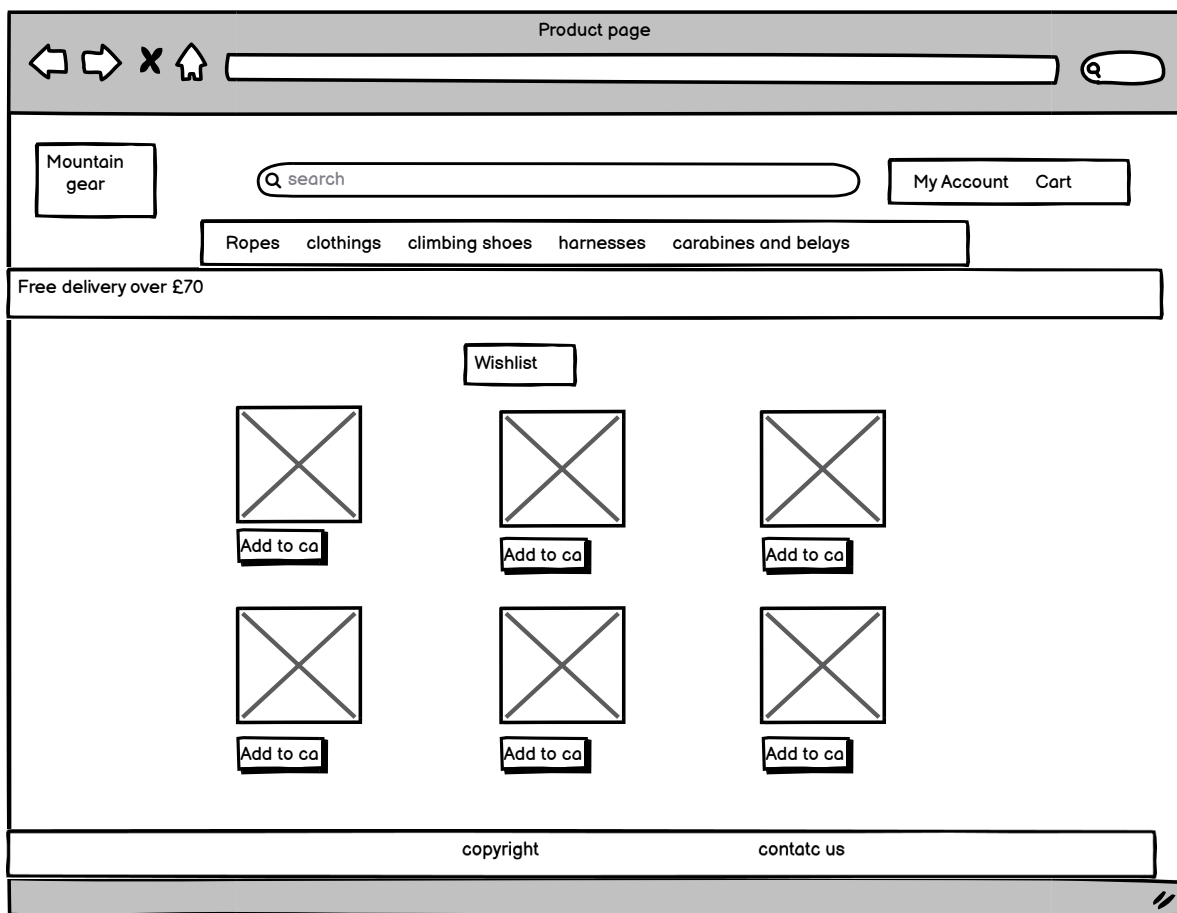 Product page
Mountain
gear
search
My Account Cart
Ropes clothings climbing shoes harnesses carabines and belays
Free delivery over £70
Wishlist
Add to ca
Add to ca
Add to ca
Add to ca
Add to ca
Add to ca
copyright
contatc us